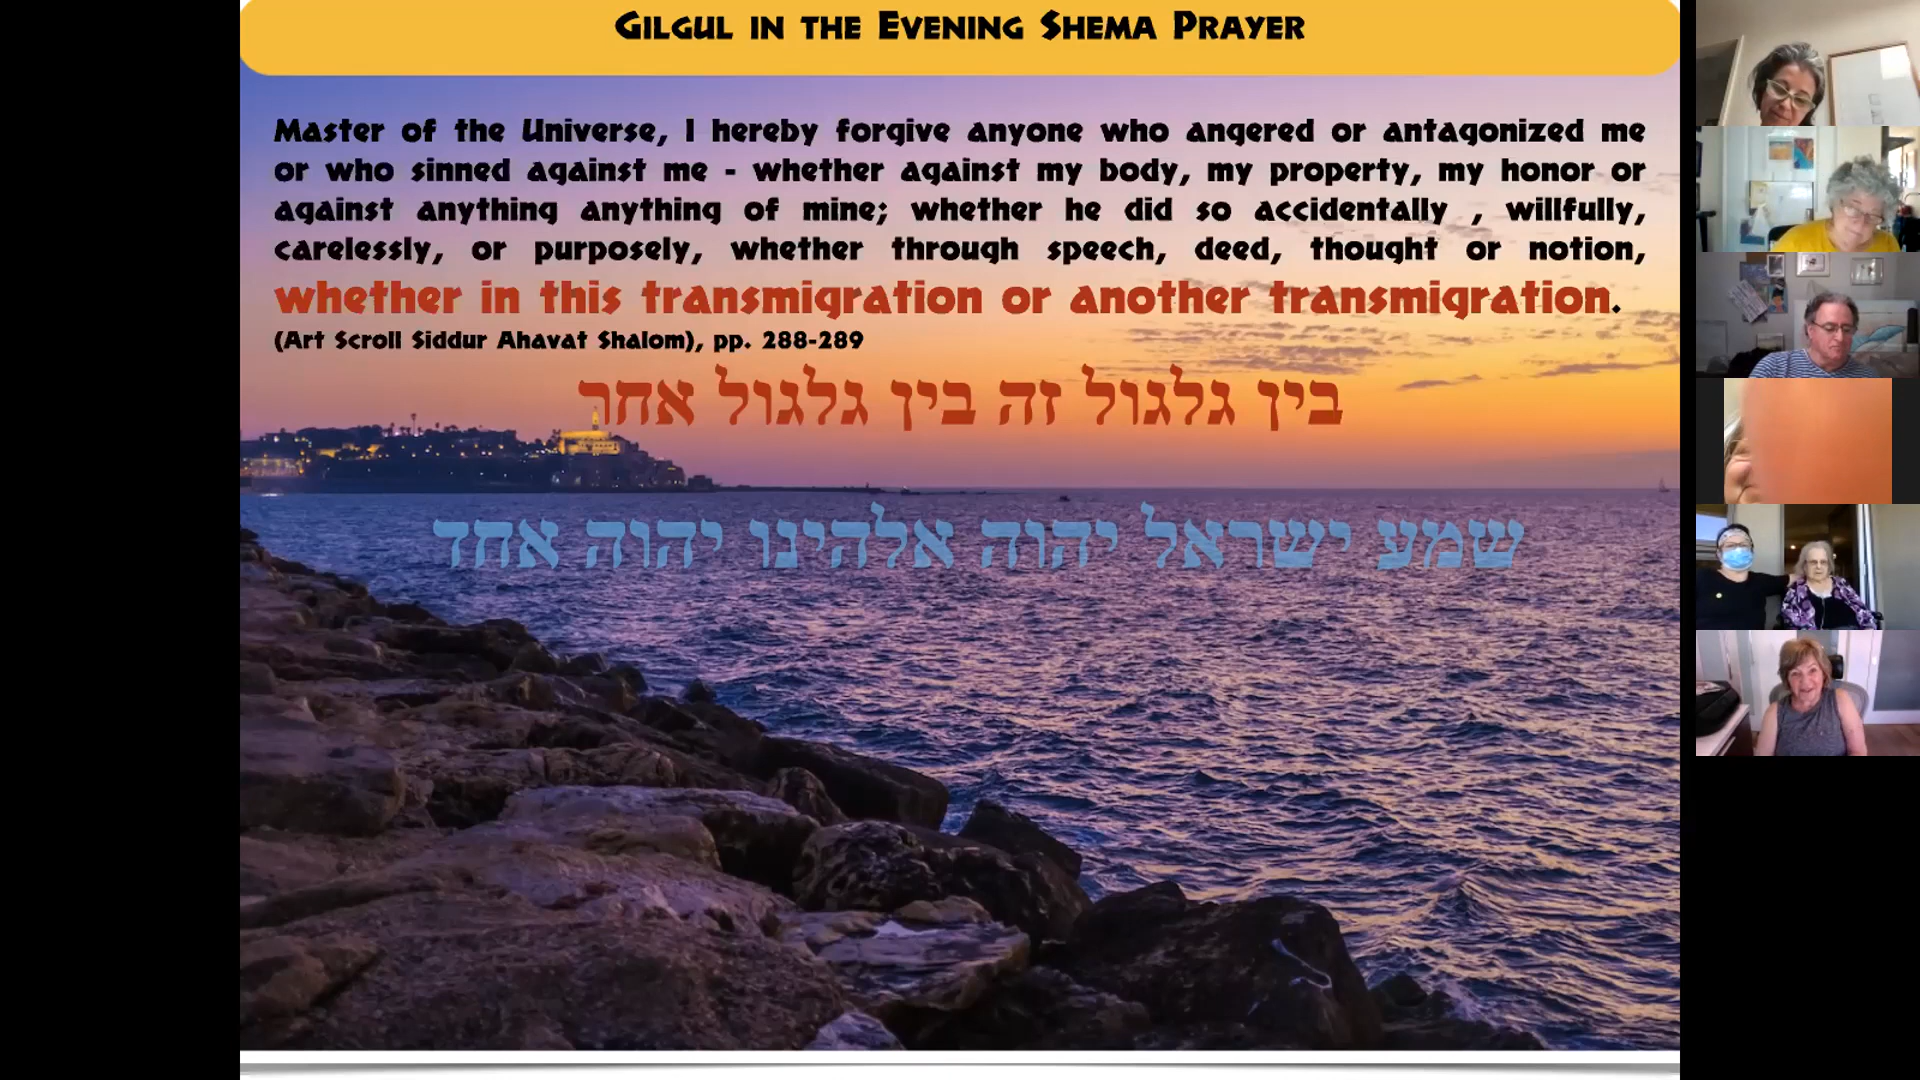 Gilgul in the Evening Shema Prayer
Master of the Universe, I hereby forgive anyone who angered or antagonized me
or who sinned against me - whether against my body, my property, my honor or
against anything anything of mine; whether he did so accidentally , willfully,
carelessly, or purposely, whether through speech, deed, thought or notion,
whether in this transmigration or another transmigration.
(Art Scroll Siddur Ahavat Shalom), pp. 288-289
בין גלגול זה בין גלגול אחר
שמע ישראל יהוה אלהינו יהוה אחד